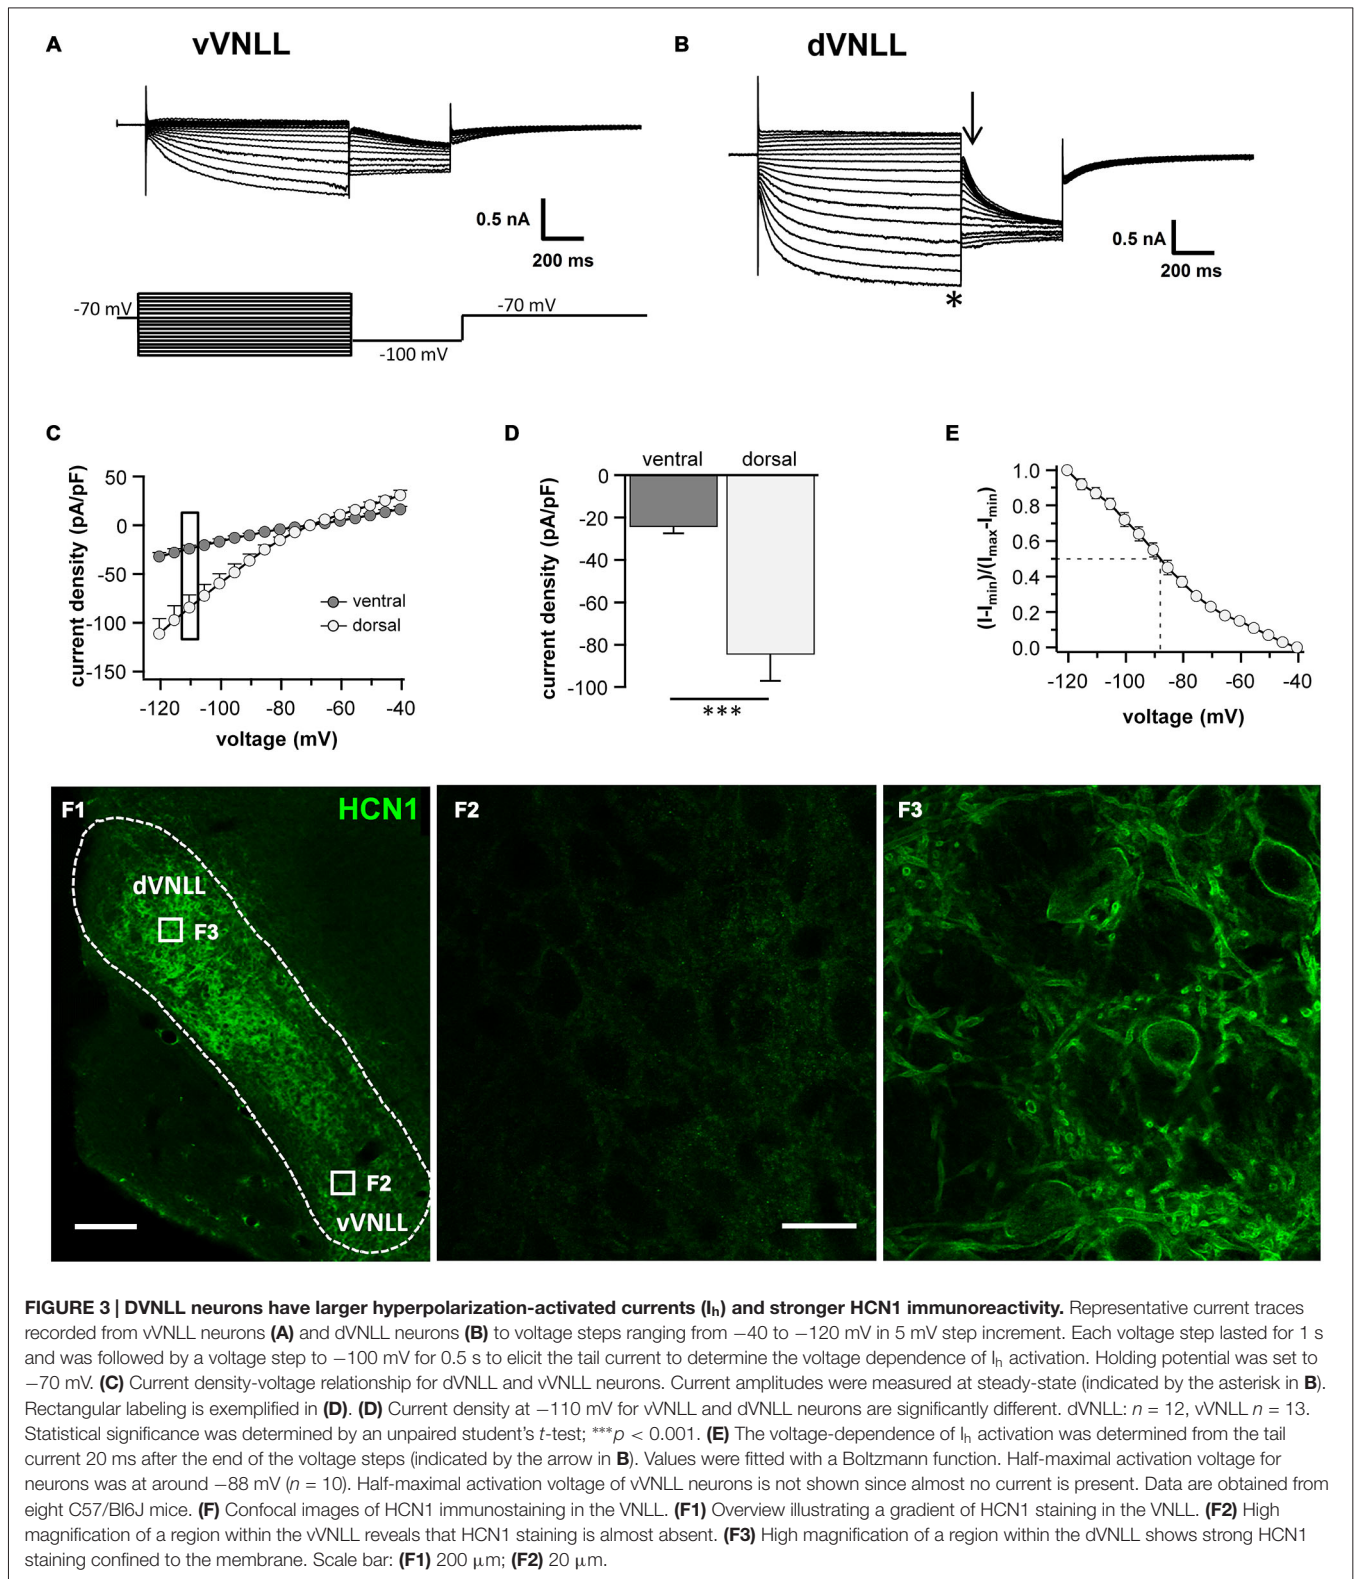 A
vVNLL
B
dVNLL
0.5 nA
200 ms
0.5 nA
200 ms
*
-70 mV
-70 mV
-100 mV
C
current density (pA/pF)
50
0
-50
-100
-150
ventral
dorsal
-120 -100 -80 -60 -40
voltage (mV)
D
ventral dorsal
current density (pA/pF)
0
-20
-40
-60
-80
-100
***
E
(I-Imin)/(Imax-Imin)
1.0
0.8
0.6
0.4
0.2
0.0
-120 -100 -80 -60 -40
voltage (mV)
F1
HCN1
dVNLL
F3
F2
vVNLL
F2
F3
FIGURE 3 | DVNLL neurons have larger hyperpolarization-activated currents (Ih) and stronger HCN1 immunoreactivity. Representative current traces
recorded from vVNLL neurons (A) and dVNLL neurons (B) to voltage steps ranging from −40 to −120 mV in 5 mV step increment. Each voltage step lasted for 1 s
and was followed by a voltage step to −100 mV for 0.5 s to elicit the tail current to determine the voltage dependence of Ih activation. Holding potential was set to
−70 mV. (C) Current density-voltage relationship for dVNLL and vVNLL neurons. Current amplitudes were measured at steady-state (indicated by the asterisk in B).
Rectangular labeling is exemplified in (D). (D) Current density at −110 mV for vVNLL and dVNLL neurons are significantly different. dVNLL: n = 12, vVNLL n = 13.
Statistical significance was determined by an unpaired student's t-test; ***p < 0.001. (E) The voltage-dependence of Ih activation was determined from the tail
current 20 ms after the end of the voltage steps (indicated by the arrow in B). Values were fitted with a Boltzmann function. Half-maximal activation voltage for
neurons was at around −88 mV (n = 10). Half-maximal activation voltage of vVNLL neurons is not shown since almost no current is present. Data are obtained from
eight C57/Bl6J mice. (F) Confocal images of HCN1 immunostaining in the VNLL. (F1) Overview illustrating a gradient of HCN1 staining in the VNLL. (F2) High
magnification of a region within the vVNLL reveals that HCN1 staining is almost absent. (F3) High magnification of a region within the dVNLL shows strong HCN1
staining confined to the membrane. Scale bar: (F1) 200 μm; (F2) 20 μm.